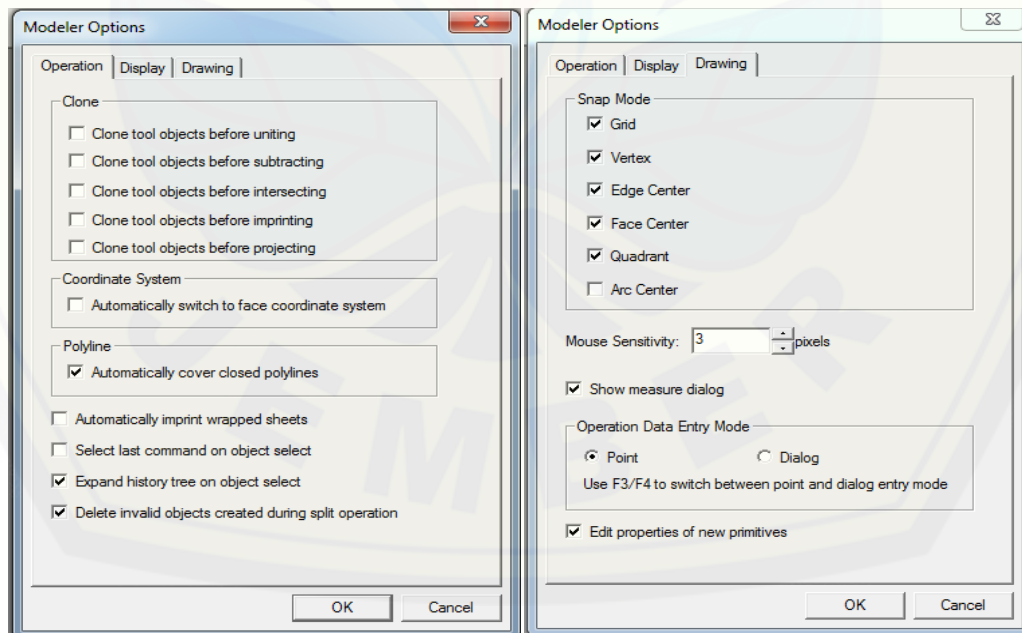 Modeler Options
Operation
Display
Drawing
Clone
Clone tool objects before uniting
Clone tool objects before subtracting
Clone tool objects before intersecting
Clone tool objects before imprinting
Clone tool objects before projecting
Coordinate System
Automatically switch to face coordinate system
Polyline
Automatically cover closed polylines
Automatically imprint wrapped sheets
Select last command on object select
Expand history tree on object select
Delete invalid objects created during split operation
OK
Cancel
Modeler Options
Operation
Display
Drawing
Snap Mode
Grid
Vertex
Edge Center
Face Center
Quadrant
Arc Center
Mouse Sensitivity: 3 pixels
Show measure dialog
Operation Data Entry Mode
Point
Dialog
Use F3/F4 to switch between point and dialog entry mode
Edit properties of new primitives
OK
Cancel
JEMBER